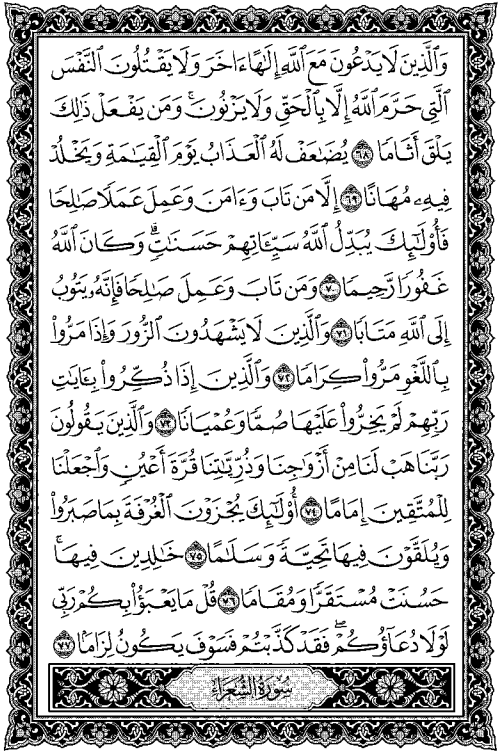 وَٱلَّذِينَ لَا يَدْعُونَ مَعَ ٱللَّهِ إِلَٰهًا ءَاخَرَ وَلَا يَقْتُلُونَ ٱلنَّفْسَ
ٱلَّتِى حَرَّمَ ٱللَّهُ إِلَّا بِٱلْحَقِّ وَلَا يَزْنُونَ ۚ وَمَن يَفْعَلْ ذَٰلِكَ
يَلْقَ أَثَامًا ٦٨ يُضَٰعَفْ لَهُ ٱلْعَذَابُ يَوْمَ ٱلْقِيَٰمَةِ وَيَخْلُدْ
فِيهِۦ مُهَانًا ٦٩ إِلَّا مَن تَابَ وَءَامَنَ وَعَمِلَ عَمَلًا صَٰلِحًا
فَأُو۟لَٰٓئِكَ يُبَدِّلُ ٱللَّهُ سَيِّـَٔاتِهِمْ حَسَنَٰتٍ ۗ وَكَانَ ٱللَّهُ
غَفُورًا رَّحِيمًا ٧٠ وَمَن تَابَ وَعَمِلَ صَٰلِحًا فَإِنَّهُۥ يَتُوبُ
إِلَى ٱللَّهِ مَتَابًا ٧١ وَٱلَّذِينَ لَا يَشْهَدُونَ ٱلزُّورَ وَإِذَا مَرُّوا۟
بِٱللَّغْوِ مَرُّوا۟ كِرَامًا ٧٢ وَٱلَّذِينَ إِذَا ذُكِّرُوا۟ بِـَٔايَٰتِ
رَبِّهِمْ لَمْ يَخِرُّوا۟ عَلَيْهَا صُمًّا وَعُمْيَانًا ٧٣ وَٱلَّذِينَ يَقُولُونَ
رَبَّنَا هَبْ لَنَا مِنْ أَزْوَٰجِنَا وَذُرِّيَّٰتِنَا قُرَّةَ أَعْيُنٍ وَٱجْعَلْنَا
لِلْمُتَّقِينَ إِمَامًا ٧٤ أُو۟لَٰٓئِكَ يُجْزَوْنَ ٱلْغُرْفَةَ بِمَا صَبَرُوا۟
وَيُلَقَّوْنَ فِيهَا تَحِيَّةً وَسَلَٰمًا ٧٥ خَٰلِدِينَ فِيهَا ۚ
حَسُنَتْ مُسْتَقَرًّا وَمُقَامًا ٧٦ قُلْ مَا يَعْبَؤُا۟ بِكُمْ رَبِّى
لَوْلَا دُعَآؤُكُمْ ۖ فَقَدْ كَذَّبْتُمْ فَسَوْفَ يَكُونُ لِزَامًۢا ٧٧
سُورَةُ الشُّعَرَاءِ